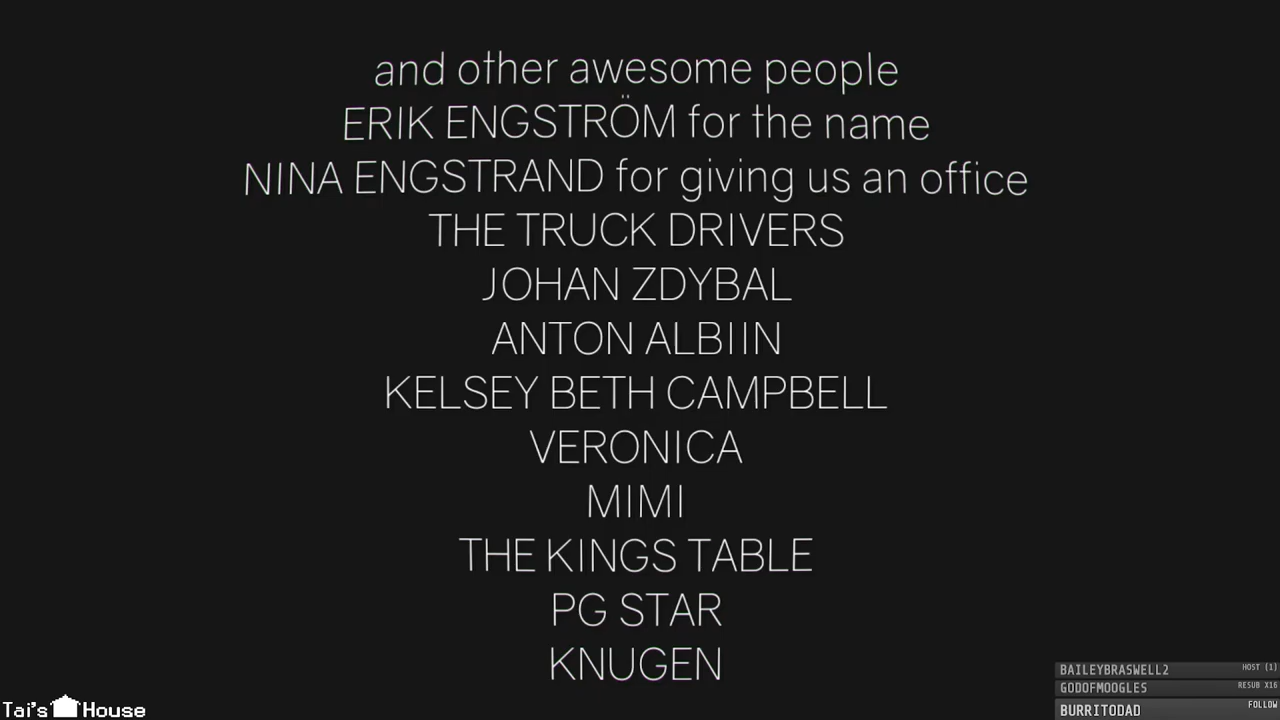 and other awesome people
ERIK ENGSTRÖM for the name
NINA ENGSTRAND for giving us an office
THE TRUCK DRIVERS
JOHAN ZDYBAL
ANTON ALBIIN
KELSEY BETH CAMPBELL
VERONICA
MIMI
THE KINGS TABLE
PG STAR
KNUGEN
BAILEYBRASWELL2 HOST (1)
GODOFMOOGLES RESUB X16
BURRITODAD FOLLOW
Tai's House